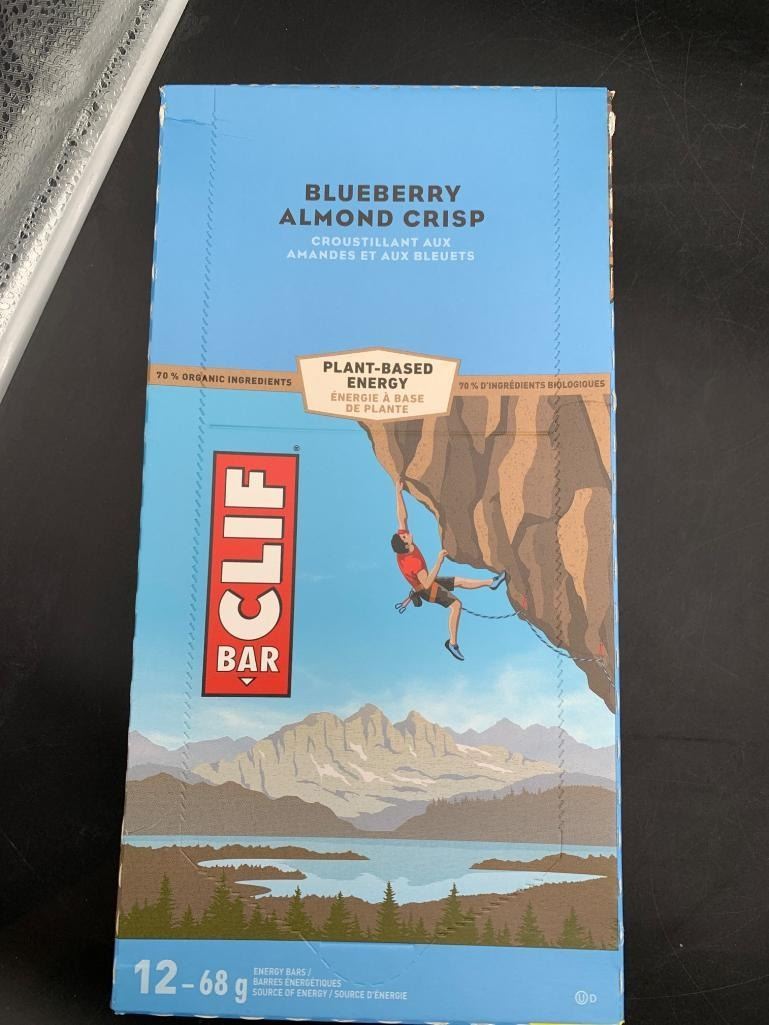 BLUEBERRY
ALMOND CRISP
CROUSTILLANT AUX
AMANDES ET AUX BLEUETS
70 % ORGANIC INGREDIENTS
PLANT-BASED
ENERGY
ÉNERGIE À BASE
DE PLANTE
70 % D'INGRÉDIENTS BIOLOGIQUES
CLIF®
BAR
12-68 g
ENERGY BARS /
BARRES ÉNERGÉTIQUES
SOURCE OF ENERGY / SOURCE D'ÉNERGIE
Ⓤ D